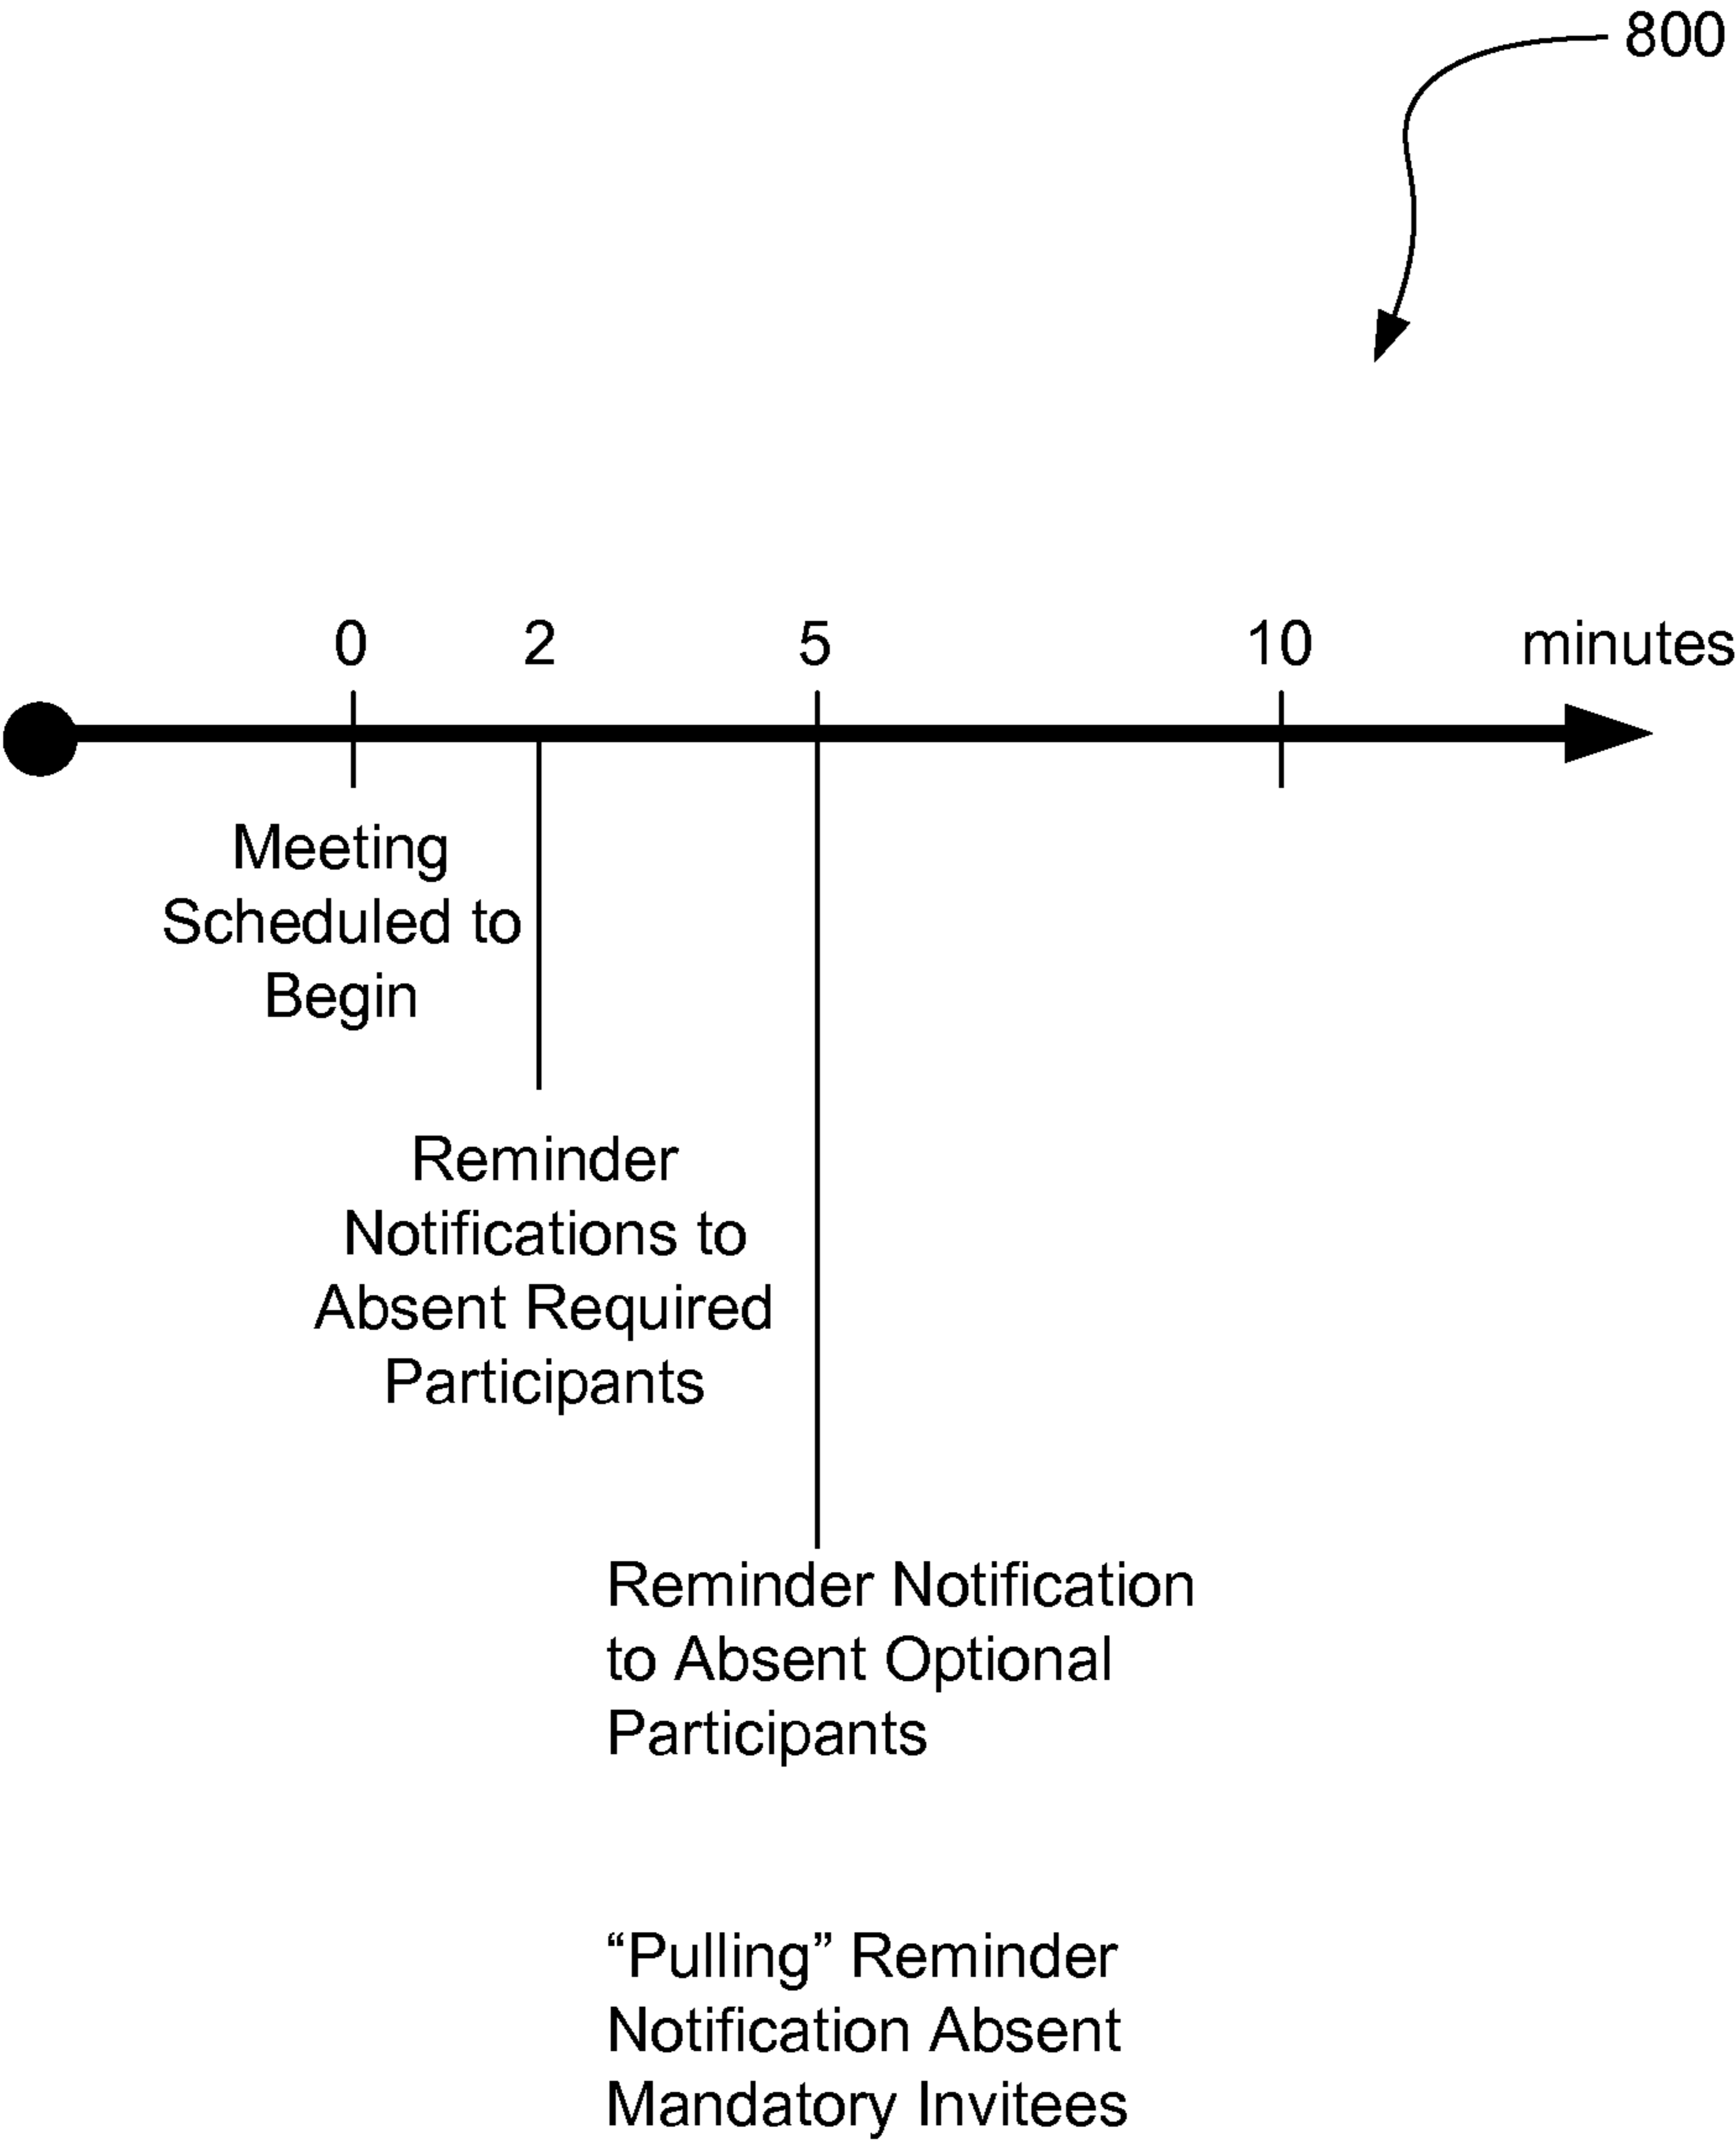 800
0 2 5 10 minutes
Meeting
Scheduled to
Begin
Reminder
Notifications to
Absent Required
Participants
Reminder Notification
to Absent Optional
Participants
“Pulling” Reminder
Notification Absent
Mandatory Invitees